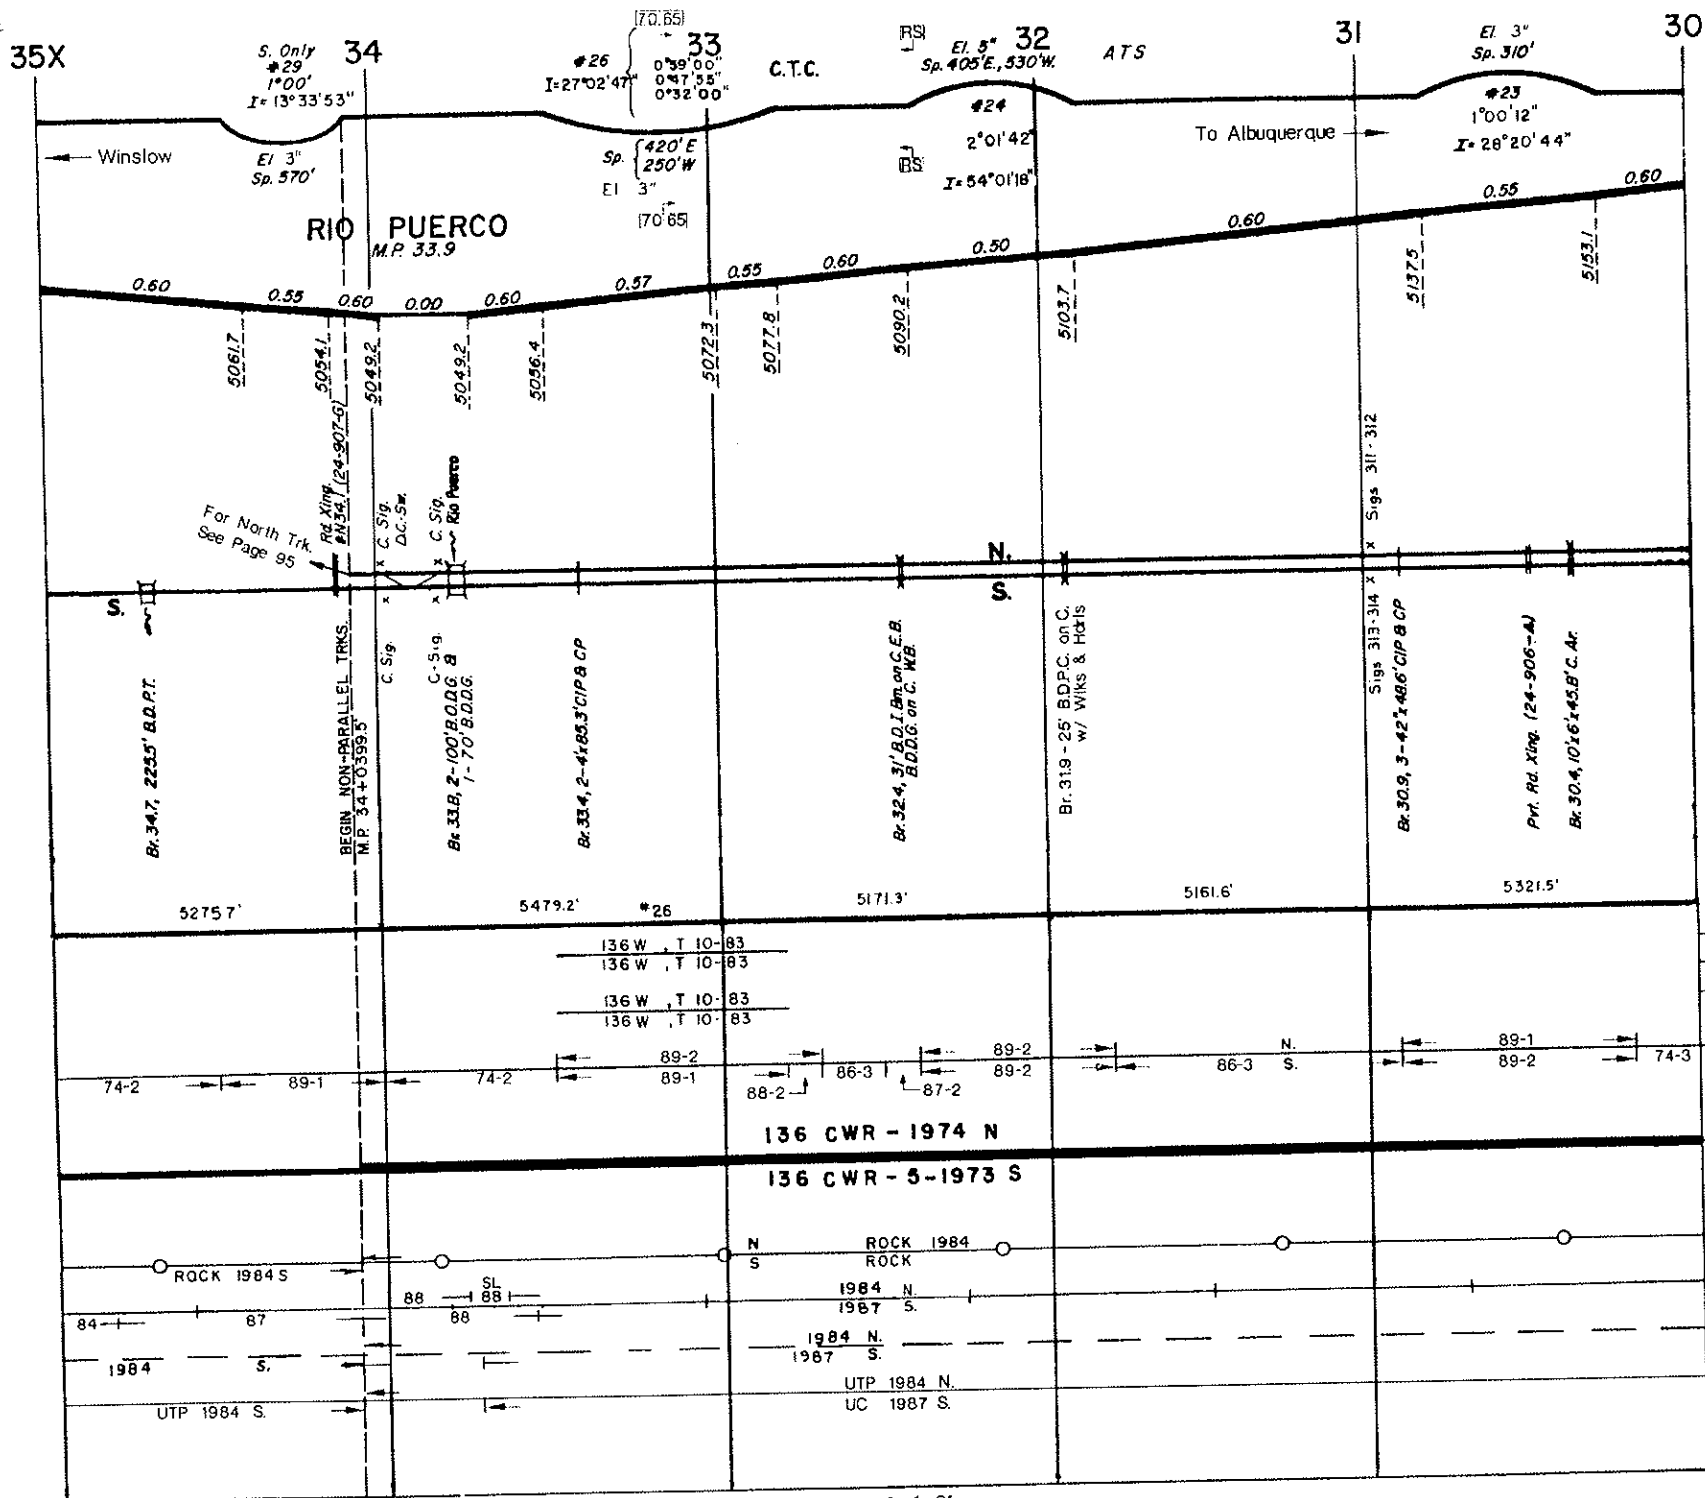 35X
34
33
32
31
30
S. Only
#29
1°00'
I= 13°33'53"
El 3"
Sp. 570'
70 65
#26
I=27°02'47"
0°39'00"
0°47'55"
0°32'00"
Sp. 420'E
250'W
El 3"
70 65
C.T.C.
RS
El. 5"
Sp. 405'E., 530'W.
ATS
#24
2°01'42"
RS
I=54°01'18"
El. 3"
Sp. 310'
#23
1°00'12"
I= 28°20'44"
Winslow
To Albuquerque
RIO PUERCO
M.P. 33.9
0.60
0.55
0.60
0.00
0.60
0.57
0.55
0.60
0.50
0.60
0.55
0.60
5061.7
5054.1
5049.2
5049.2
5056.4
5072.3
5077.8
5090.2
5103.7
5137.5
5153.1
Rd. Xing.
#N34.1 (24-907-G)
C. Sig.
D.C.-Sw.
C. Sig.
Rio Puerco
For North Trk.
See Page 95
N.
S.
S.
Sigs 311-312
Sigs 313-314
C. Sig.
C. Sig.
Br. 34.7, 225.5' B.D.P.T.
BEGIN NON-PARALLEL TRKS.
M.P. 34+0399.5'
Br. 33.8, 2-100' B.D.D.G. &
1-70' B.D.D.G.
Br. 33.4, 2-4'x85.3' CIP & CP
Br. 32.4, 31' B.D.I.Bm. on C. E.B.
B.D.D.G. on C. W.B.
Br. 31.9 - 25' B.D.P.C. on C.
w/ Wlks & Hdrls
Br. 30.9, 3-42"x48.6' CIP & CP
Pvt. Rd. Xing. (24-906-A)
Br. 30.4, 10'x6'x45.8' C. Ar.
5275.7'
5479.2'
#26
5171.3'
5161.6'
5321.5'
136 W , T 10-83
136 W , T 10-83
136 W , T 10-83
136 W , T 10-83
74-2
89-1
74-2
89-2
89-1
88-2
86-3
87-2
89-2
89-2
86-3
N.
S.
89-1
89-2
74-3
136 CWR - 1974 N
136 CWR - 5-1973 S
ROCK 1984 S
N
S
ROCK 1984
ROCK
84
87
88
SL
88
88
1984 N
1987 S.
1984 S.
1984 N.
1987 S.
UTP 1984 S.
UTP 1984 N.
UC 1987 S.